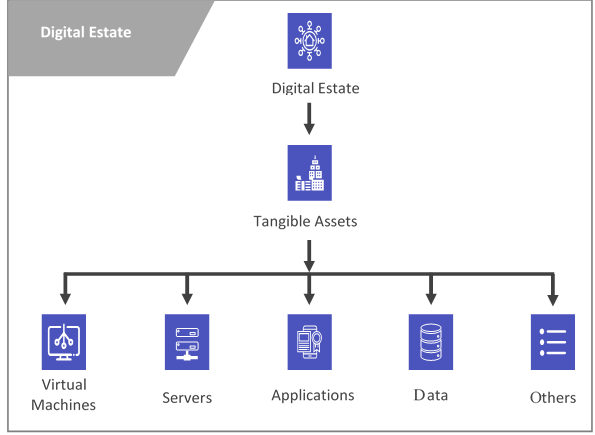 Digital Estate
Digital Estate
Tangible Assets
Virtual
Machines
Servers
Applications
Data
Others